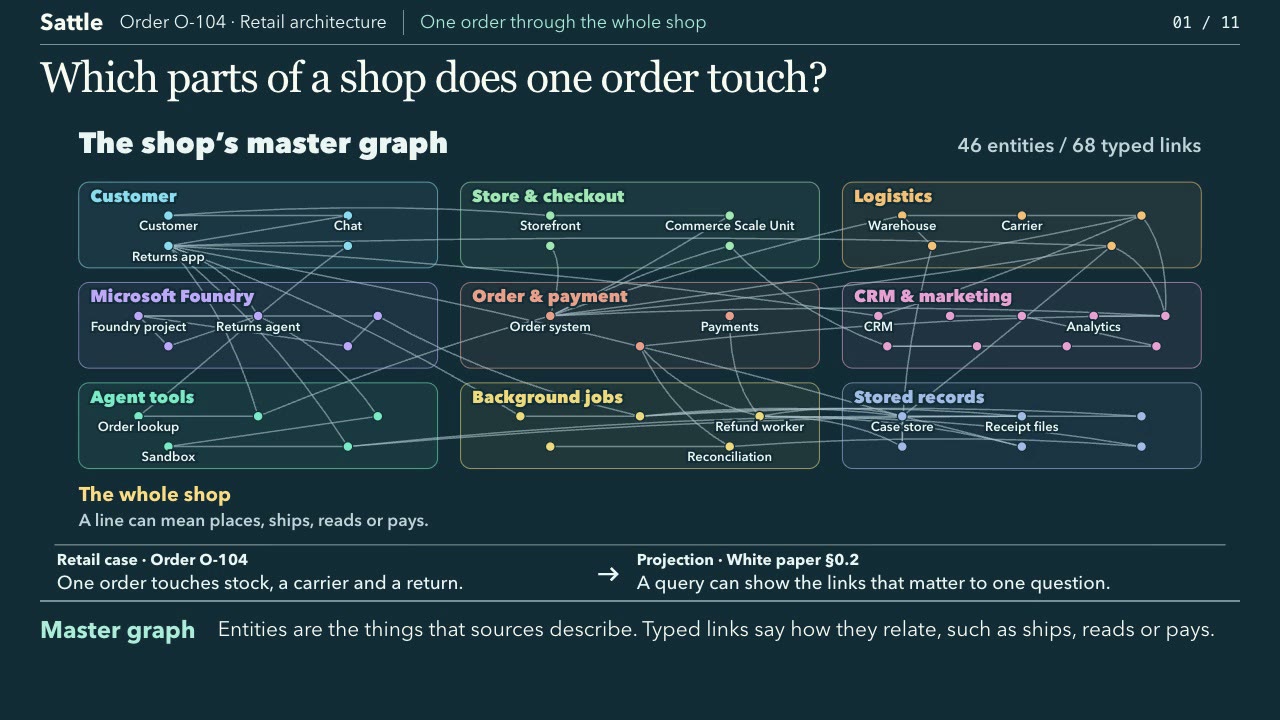 Sattle Order O-104 · Retail architecture One order through the whole shop 01 / 11
Which parts of a shop does one order touch?
The shop’s master graph 46 entities / 68 typed links
Customer
Customer Chat
Returns app
Store & checkout
Storefront Commerce Scale Unit
Logistics
Warehouse Carrier
Microsoft Foundry
Foundry project Returns agent
Order & payment
Order system Payments
CRM & marketing
CRM Analytics
Agent tools
Order lookup
Sandbox
Background jobs
Refund worker
Reconciliation
Stored records
Case store Receipt files
The whole shop
A line can mean places, ships, reads or pays.
Retail case · Order O-104
One order touches stock, a carrier and a return.
→
Projection · White paper §0.2
A query can show the links that matter to one question.
Master graph Entities are the things that sources describe. Typed links say how they relate, such as ships, reads or pays.